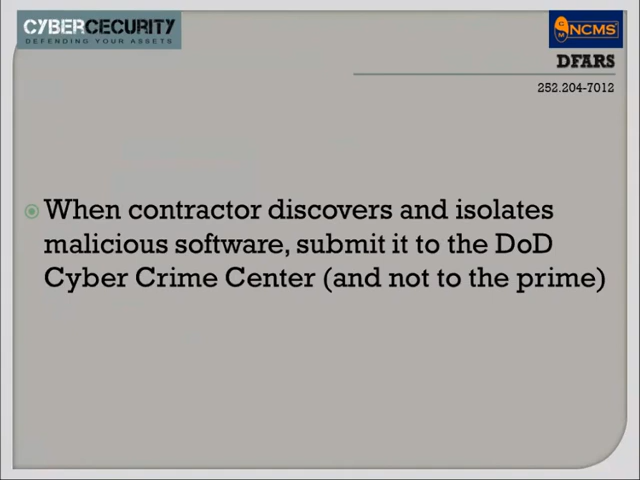 CYBERCECURITY
DEFENDING YOUR ASSETS
NCMS
DFARS
252.204-7012
When contractor discovers and isolates
malicious software, submit it to the DoD
Cyber Crime Center (and not to the prime)